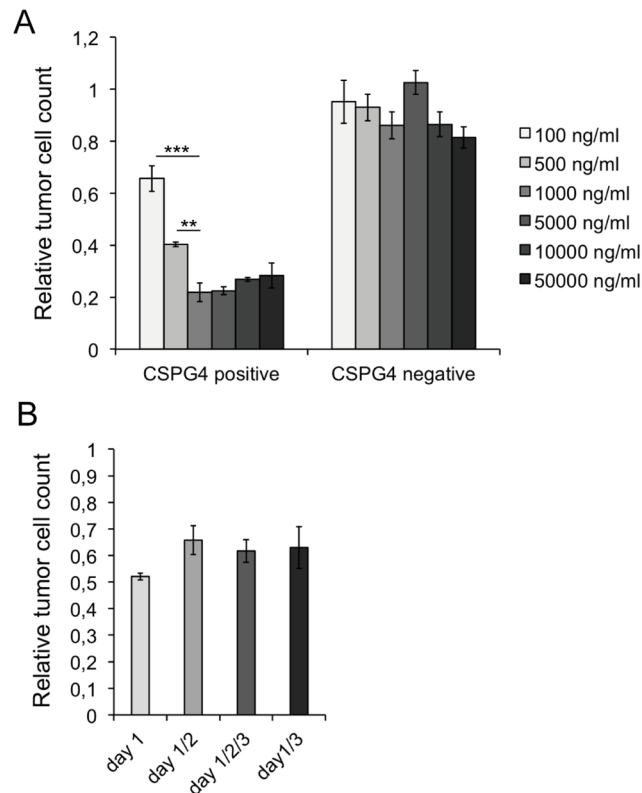 A
Relative tumor cell count
1,2
1
0,8
0,6
0,4
0,2
0
***
**
CSPG4 positive
CSPG4 negative
100 ng/ml
500 ng/ml
1000 ng/ml
5000 ng/ml
10000 ng/ml
50000 ng/ml
B
Relative tumor cell count
1
0,9
0,8
0,7
0,6
0,5
0,4
0,3
0,2
0,1
0
day 1
day 1/2
day 1/2/3
day1/3